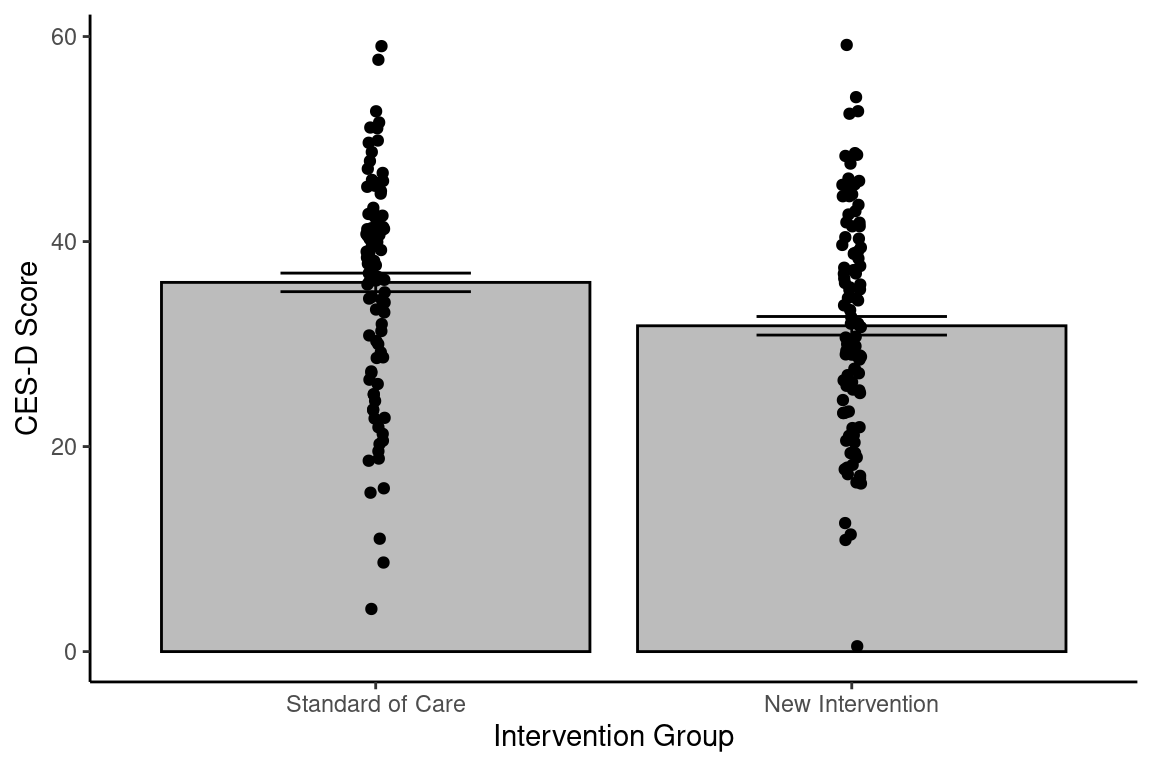 60
40
20
0
CES-D Score
Standard of Care
New Intervention
Intervention Group